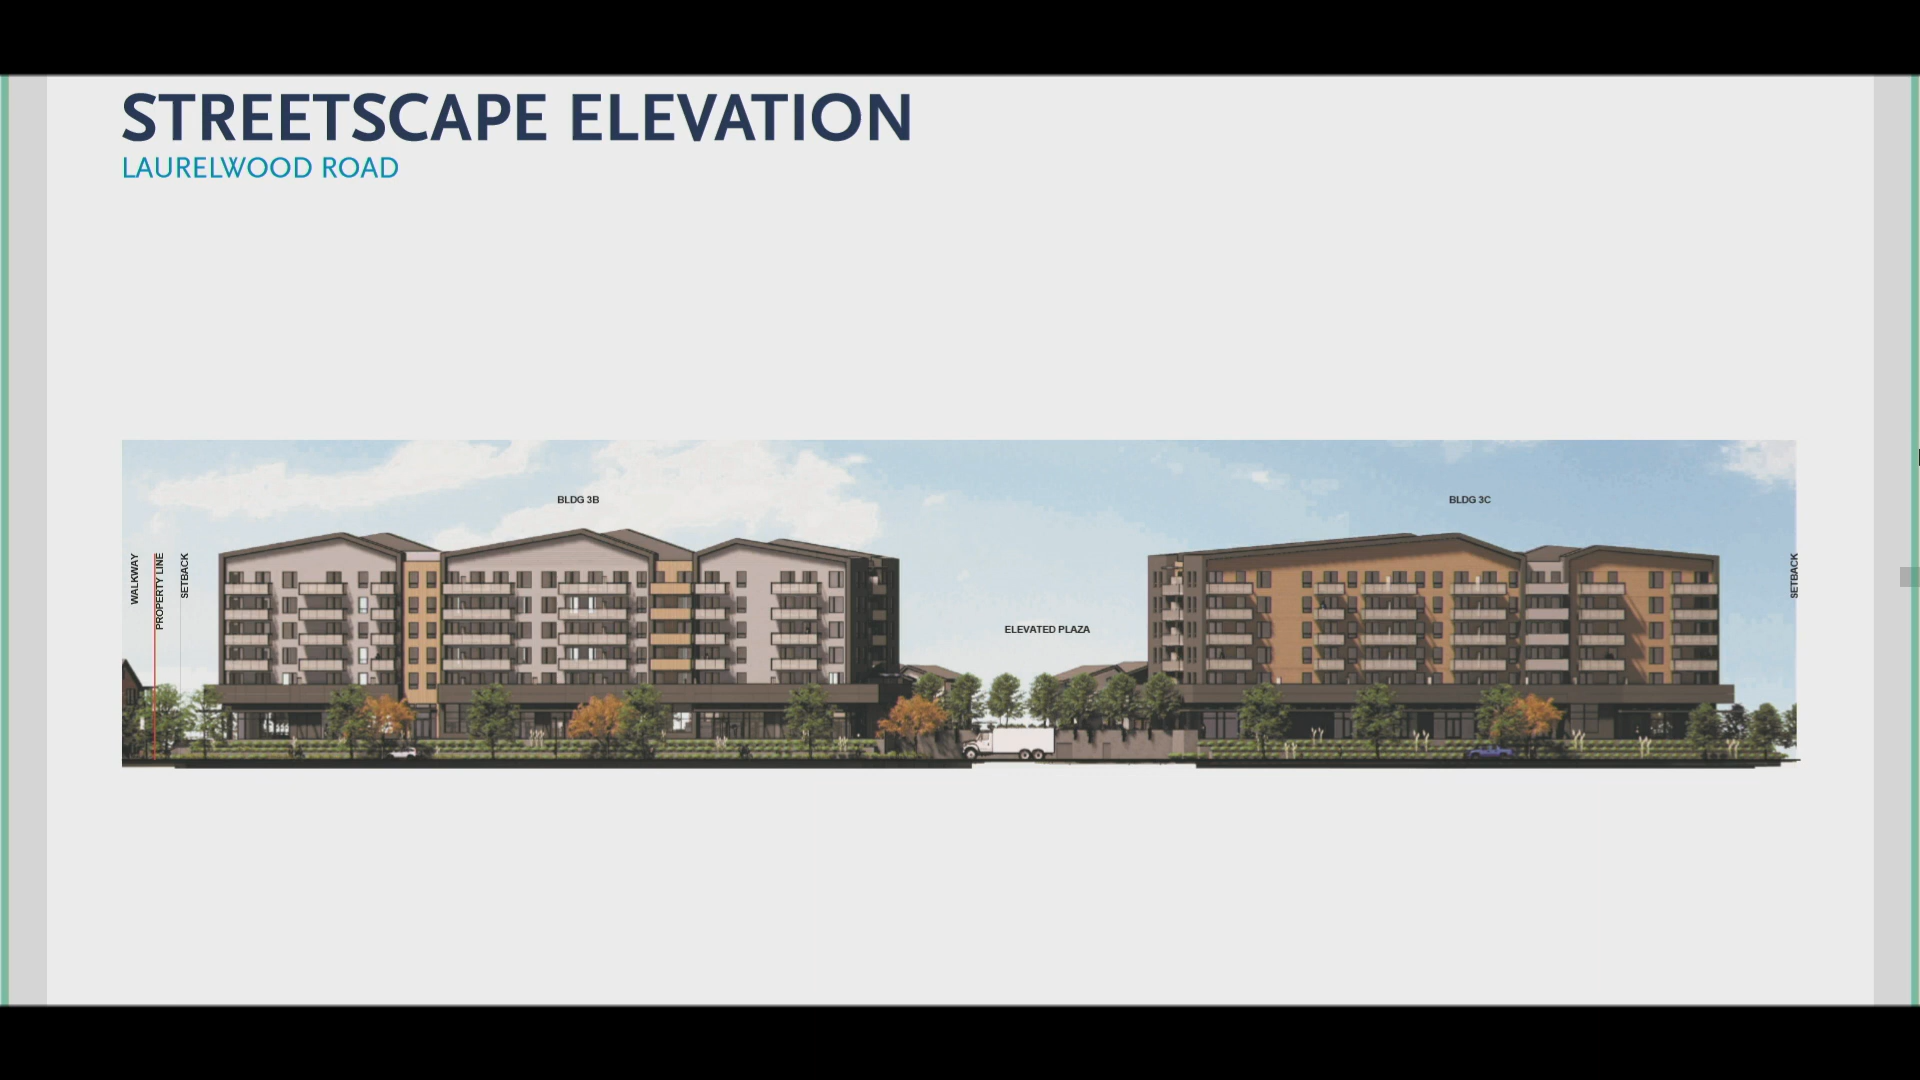 STREETSCAPE ELEVATION
LAURELWOOD ROAD
BLDG 3B
BLDG 3C
WALKWAY
PROPERTY LINE
SETBACK
SETBACK
ELEVATED PLAZA